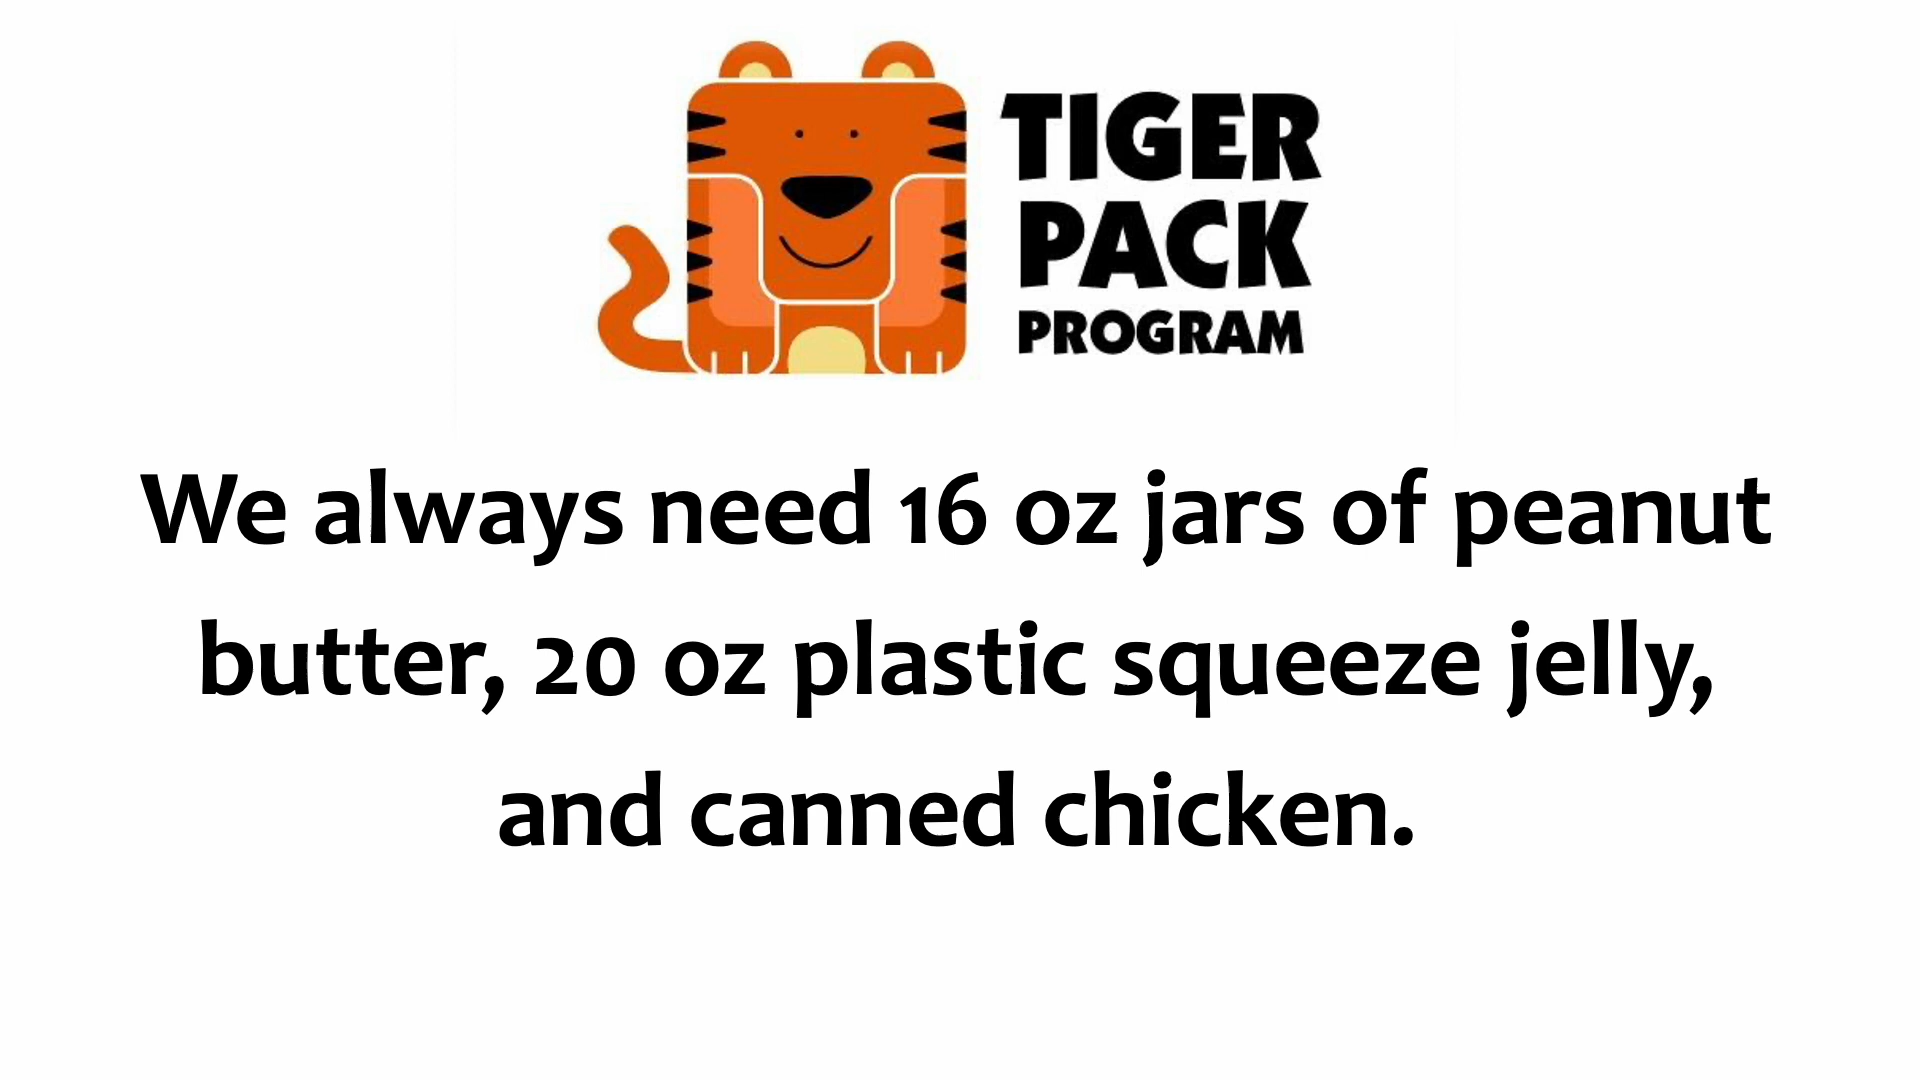 TIGER
PACK
PROGRAM
We always need 16 oz jars of peanut
butter, 20 oz plastic squeeze jelly,
and canned chicken.